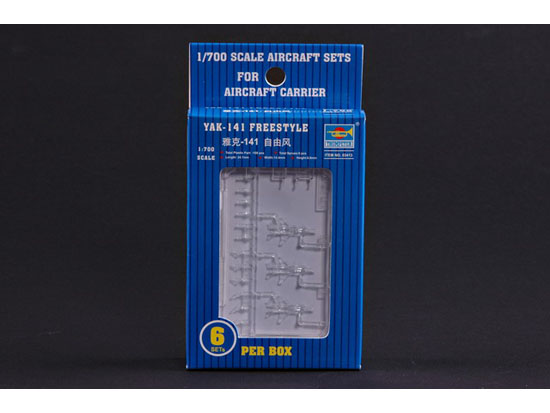 1/700 SCALE AIRCRAFT SETS
FOR
AIRCRAFT CARRIER
YAK-141 FREESTYLE
雅克-141 自由风
1:700
SCALE
6
SETs
PER BOX